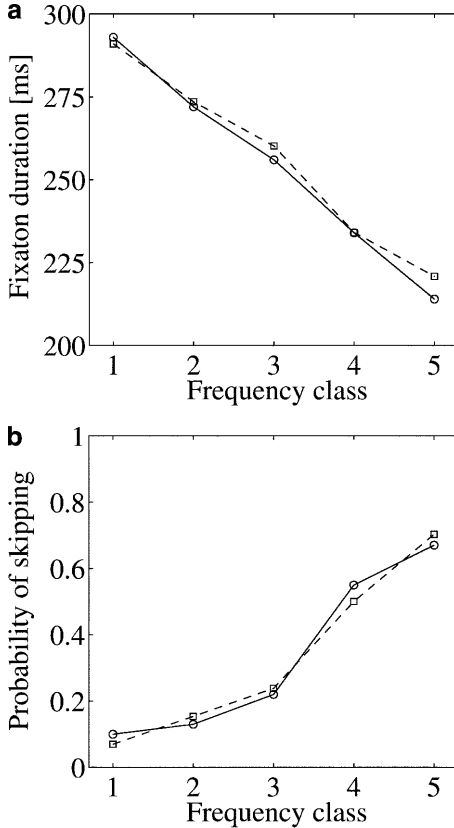 a
300
275
250
225
200
Fixaton duration [ms]
1 2 3 4 5
Frequency class
b
1
0.8
0.6
0.4
0.2
0
Probability of skipping
1 2 3 4 5
Frequency class